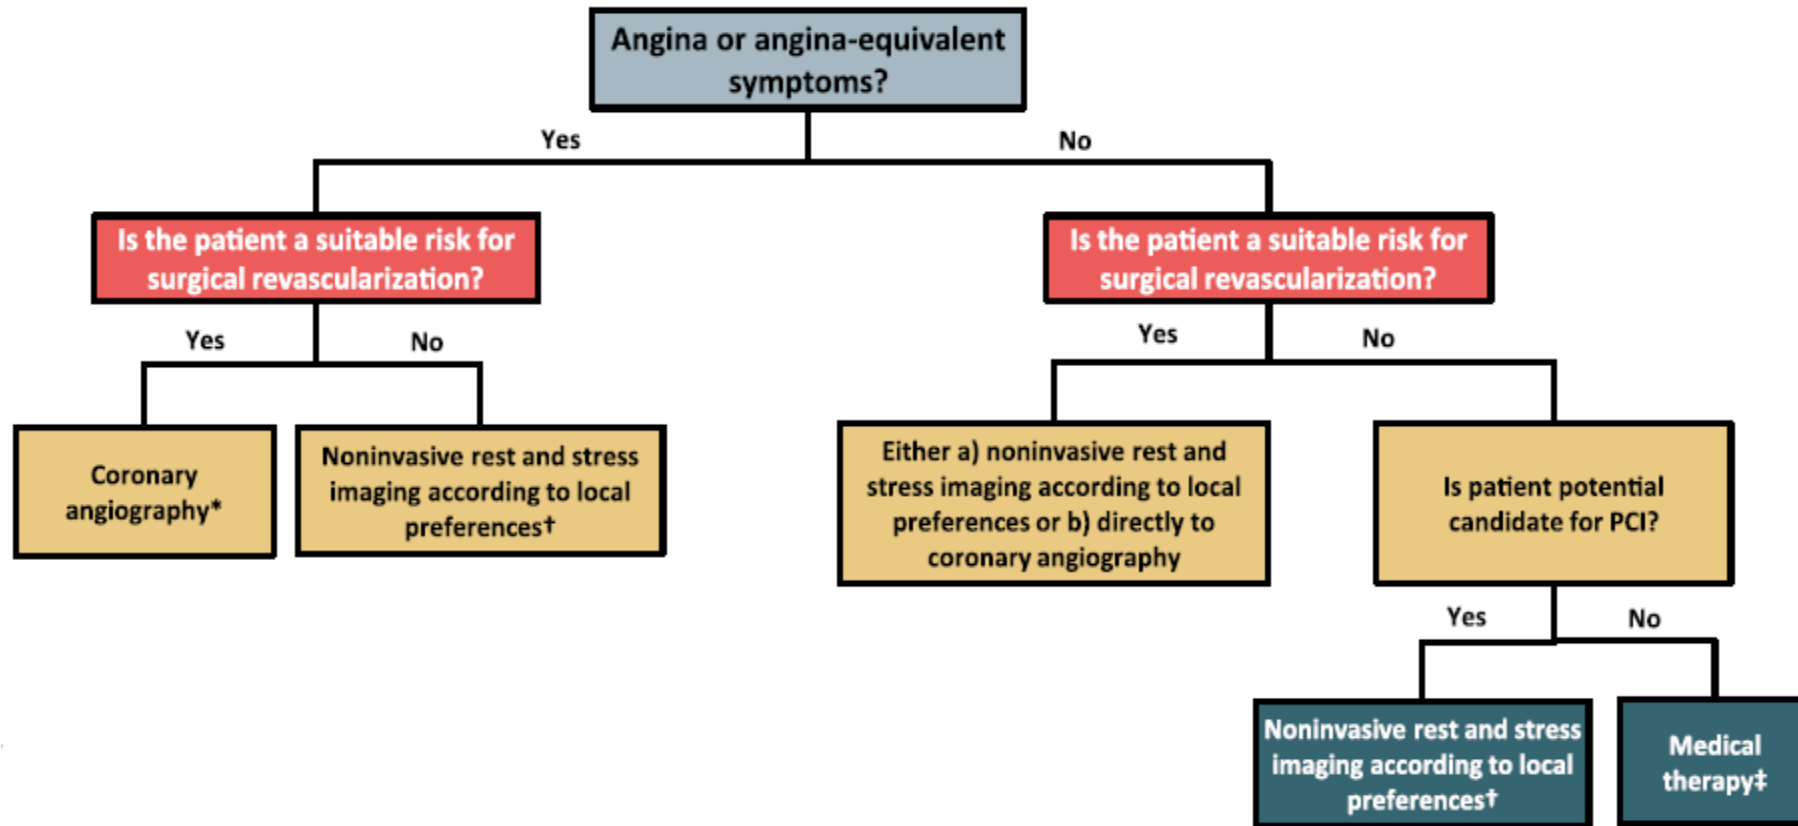 Angina or angina-equivalent
symptoms?
Yes
No
Is the patient a suitable risk for
surgical revascularization?
Is the patient a suitable risk for
surgical revascularization?
Yes
No
Yes
No
Coronary
angiography*
Noninvasive rest and stress
imaging according to local
preferences†
Either a) noninvasive rest and
stress imaging according to local
preferences or b) directly to
coronary angiography
Is patient potential
candidate for PCI?
Yes
No
Noninvasive rest and stress
imaging according to local
preferences†
Medical
therapy‡